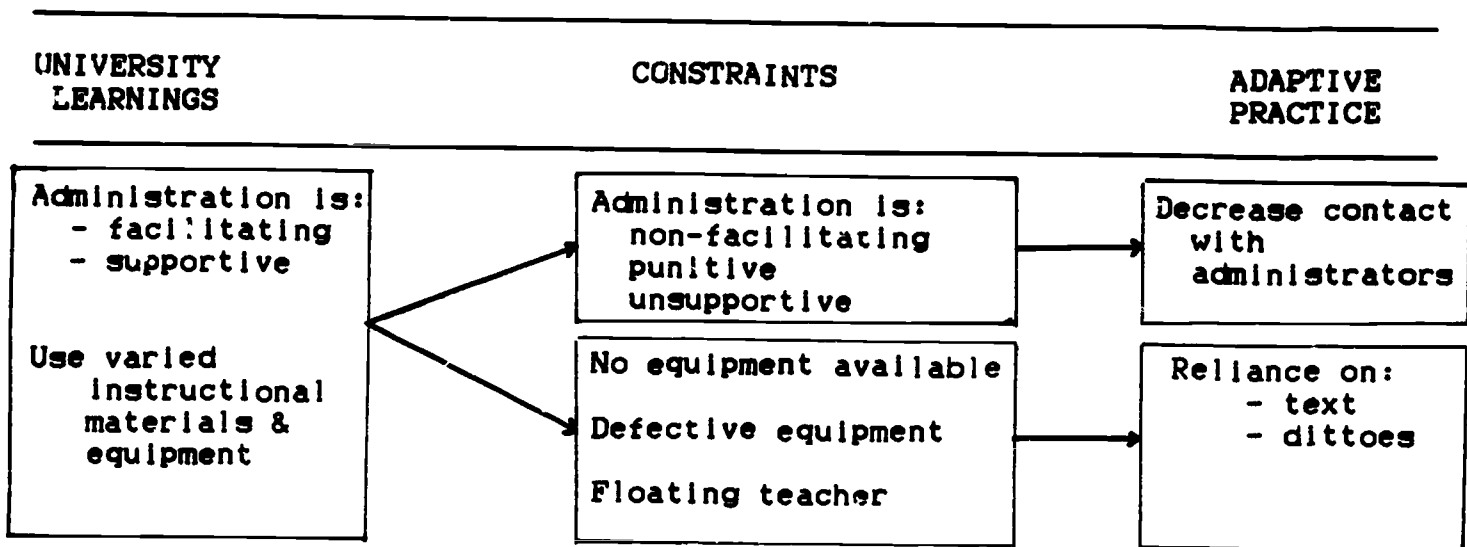 UNIVERSITY
LEARNINGS
CONSTRAINTS
ADAPTIVE
PRACTICE
Administration is:
- facilitating
- supportive
Use varied
instructional
materials &
equipment
Administration is:
non-facilitating
punitive
unsupportive
No equipment available
Defective equipment
Floating teacher
Decrease contact
with
administrators
Reliance on:
- text
- dittoes